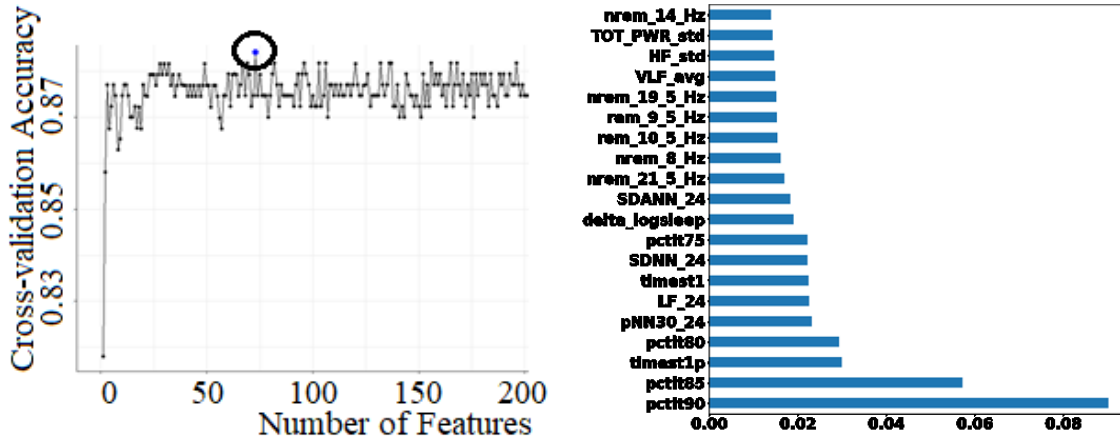 Cross-validation Accuracy
0.87
0.85
0.83
0
50
100
150
200
Number of Features
nrem_14_Hz
TOT_PWR_std
HF_std
VLF_avg
nrem_19_5_Hz
rem_9_5_Hz
rem_10_5_Hz
nrem_8_Hz
nrem_21_5_Hz
SDANN_24
delta_logsleep
pctlt75
SDNN_24
timest1
LF_24
pNN30_24
pctlt80
timest1p
pctlt85
pctlt90
0.00
0.02
0.04
0.06
0.08